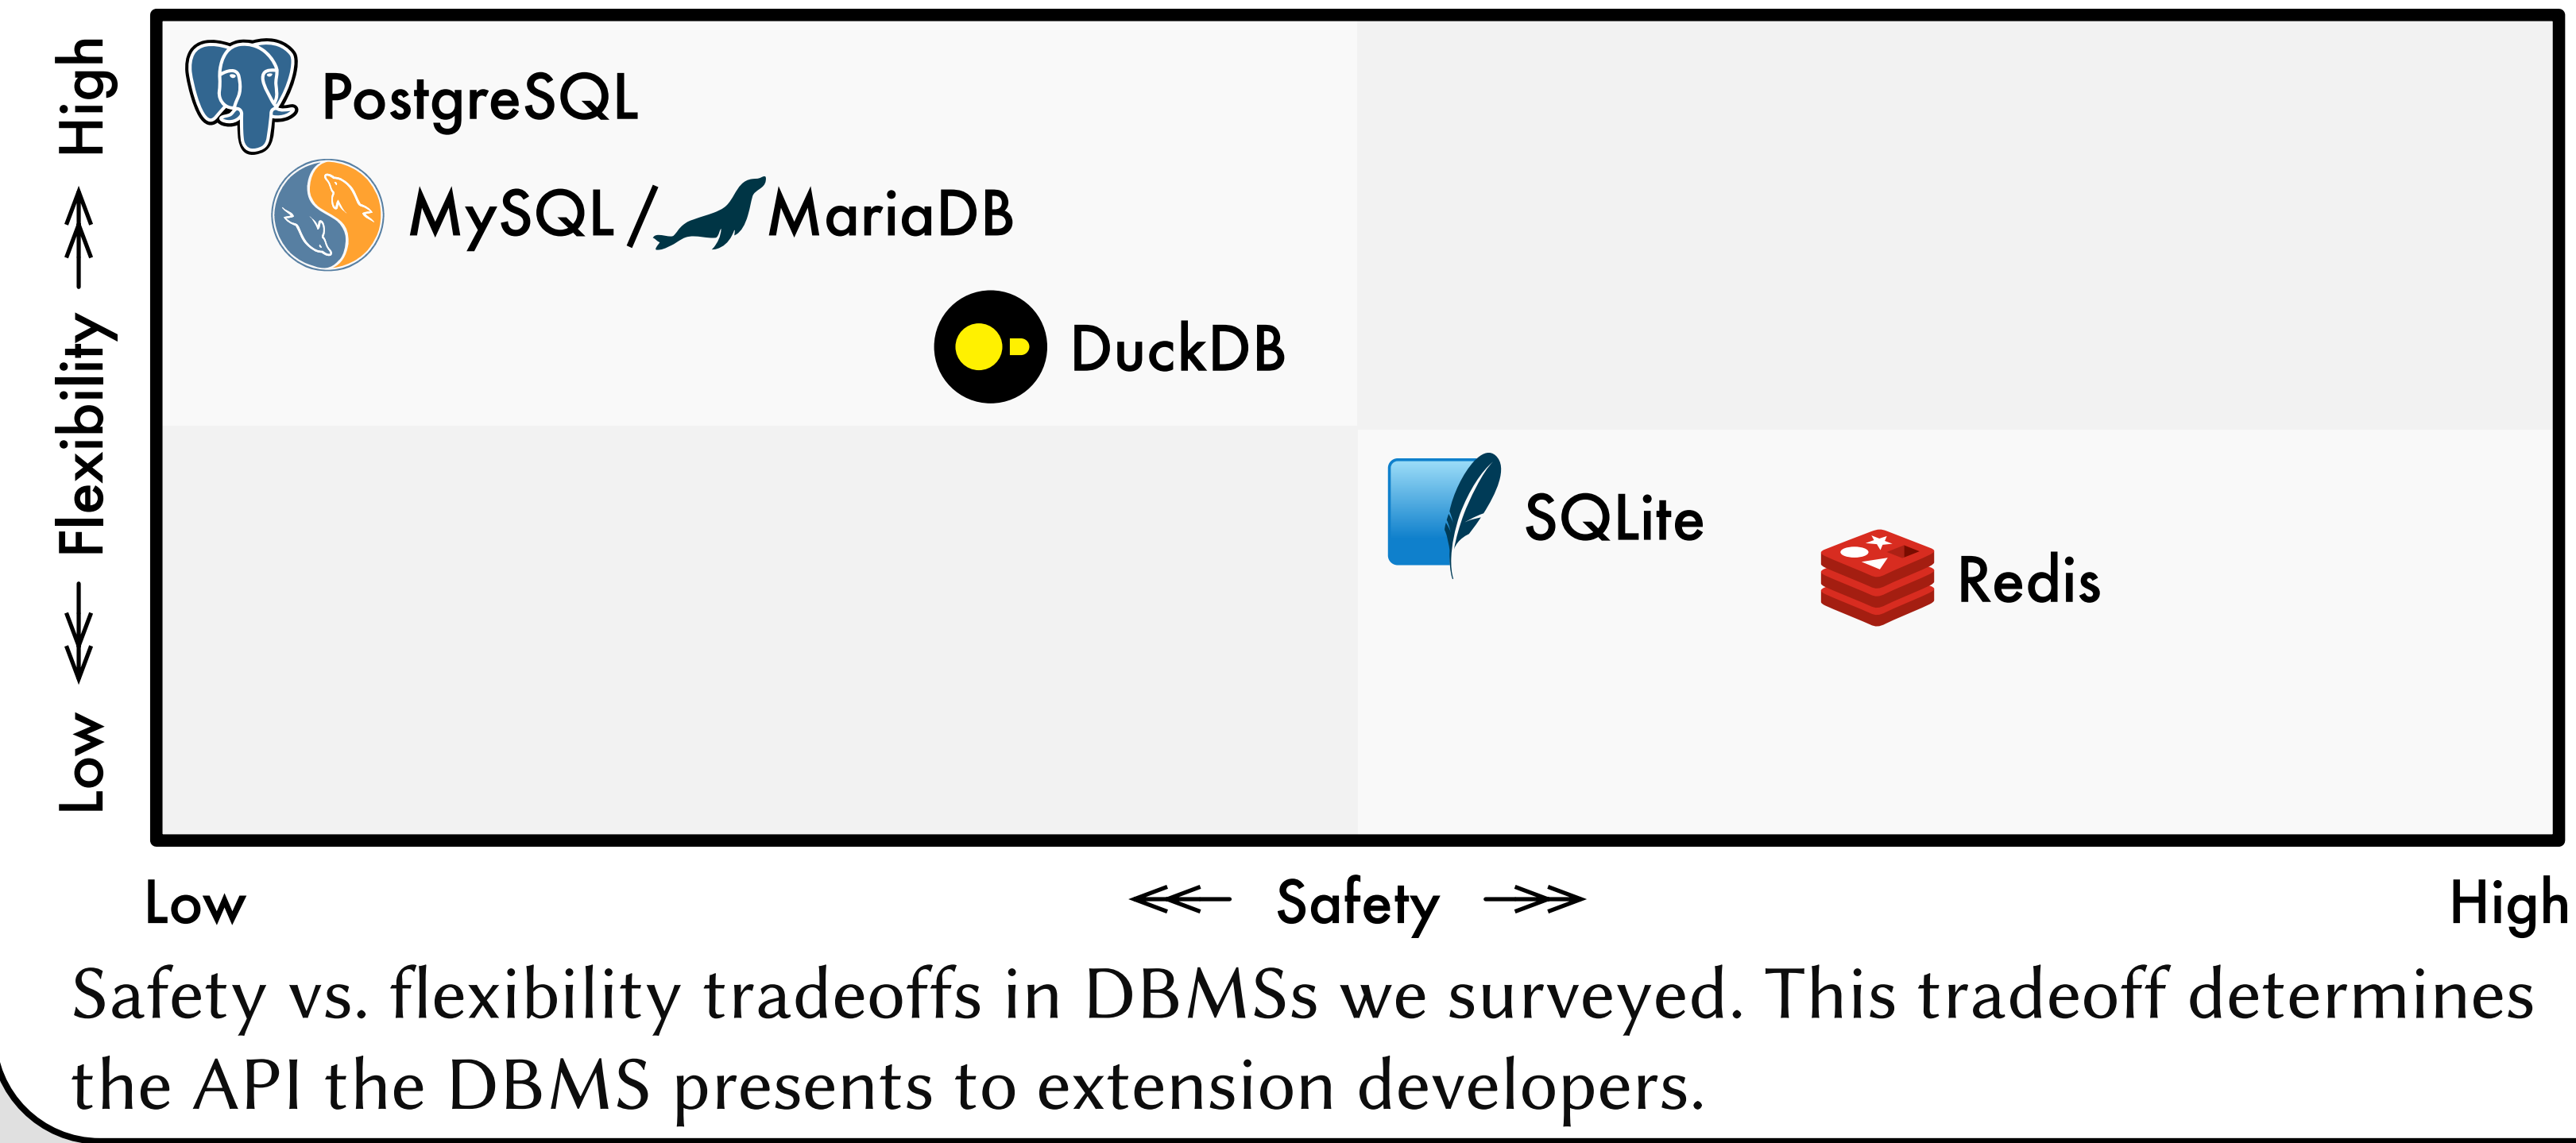 High
Flexibility
Low
PostgreSQL
MySQL / MariaDB
DuckDB
SQLite
Redis
Low Safety High
Safety vs. flexibility tradeoffs in DBMSs we surveyed. This tradeoff determines
the API the DBMS presents to extension developers.